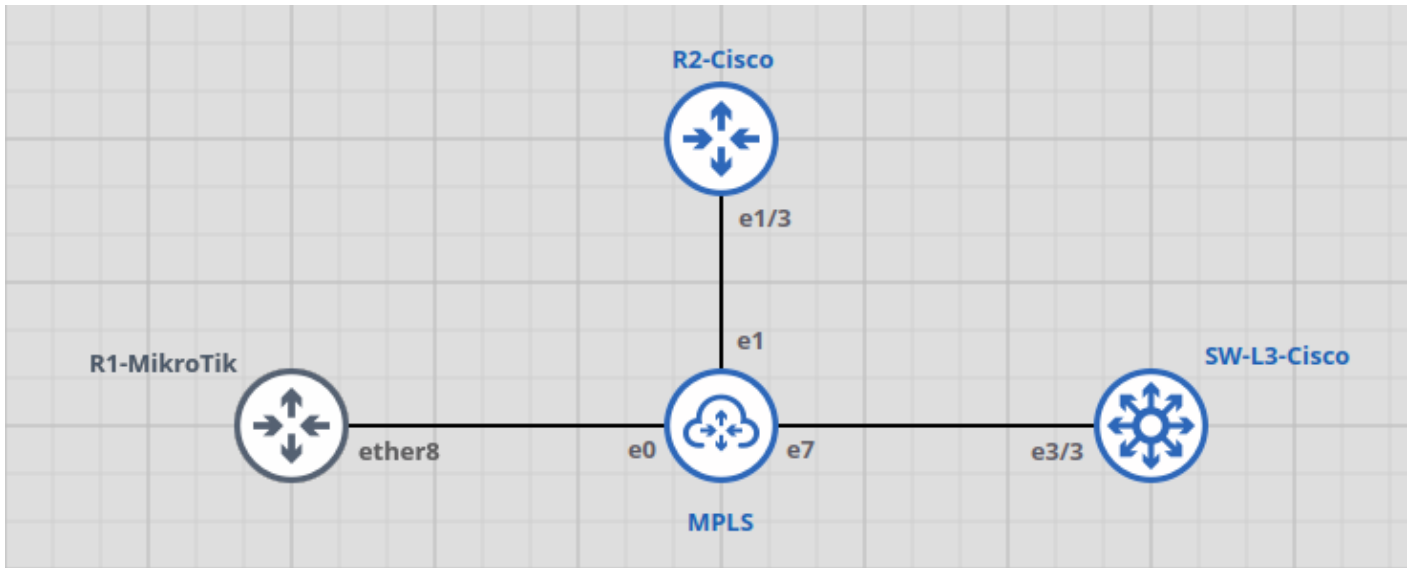 R2-Cisco
e1/3
e1
R1-MikroTik
SW-L3-Cisco
ether8
e0
e7
e3/3
MPLS